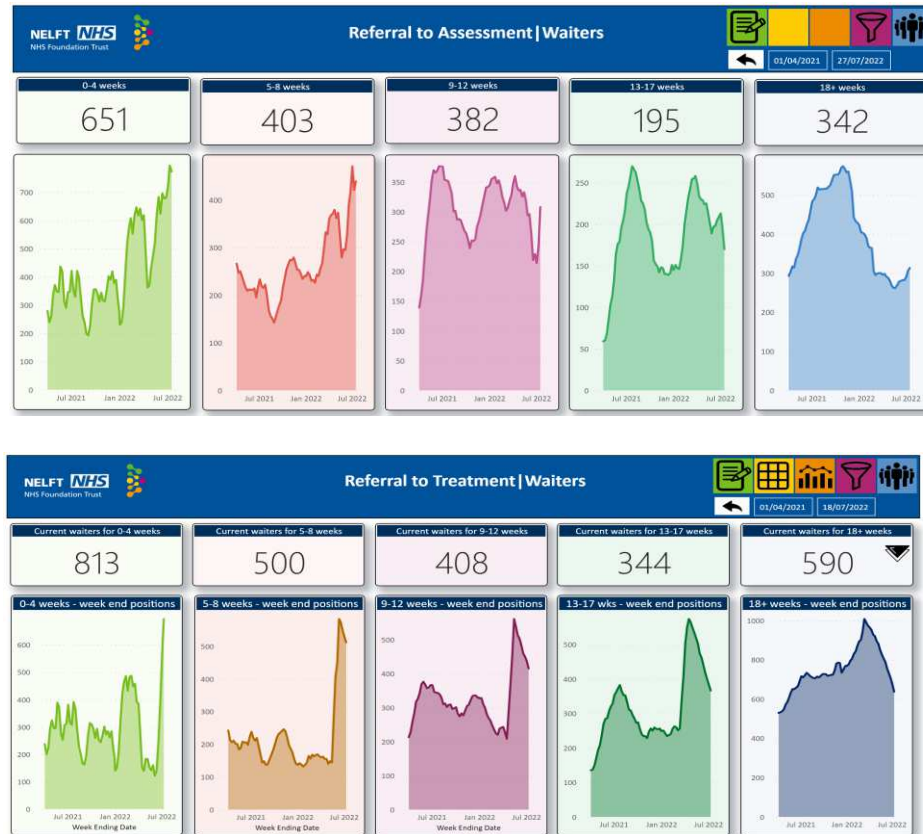 NELFT NHS
NHS Foundation Trust
Referral to Assessment|Waiters
01/04/2021 27/07/2022
0-4 weeks 5-8 weeks 9-12 weeks 13-17 weeks 18+ weeks
651 403 382 195 342
700
600
500
400
300
200
100
0
Jul 2021 Jan 2022 Jul 2022
400
300
200
100
0
Jul 2021 Jan 2022 Jul 2022
350
300
250
200
150
100
50
0
Jul 2021 Jan 2022 Jul 2022
250
200
150
100
50
0
Jul 2021 Jan 2022 Jul 2022
500
400
300
200
100
0
Jul 2021 Jan 2022 Jul 2022
NELFT NHS
NHS Foundation Trust
Referral to Treatment|Waiters
01/04/2021 18/07/2022
Current waiters for 0-4 weeks Current waiters for 5-8 weeks Current waiters for 9-12 weeks Current waiters for 13-17 weeks Current waiters for 18+ weeks
813 500 408 344 590
0-4 weeks - week end positions 5-8 weeks - week end positions 9-12 weeks - week end positions 13-17 wks - week end positions 18+ weeks - week end positions
600
500
400
300
200
100
0
Jul 2021 Jan 2022 Jul 2022
Week Ending Date
500
400
300
200
100
0
Jul 2021 Jan 2022 Jul 2022
Week Ending Date
500
400
300
200
100
0
Jul 2021 Jan 2022 Jul 2022
Week Ending Date
500
400
300
200
100
0
Jul 2021 Jan 2022 Jul 2022
1000
800
600
400
200
0
Jul 2021 Jan 2022 Jul 2022